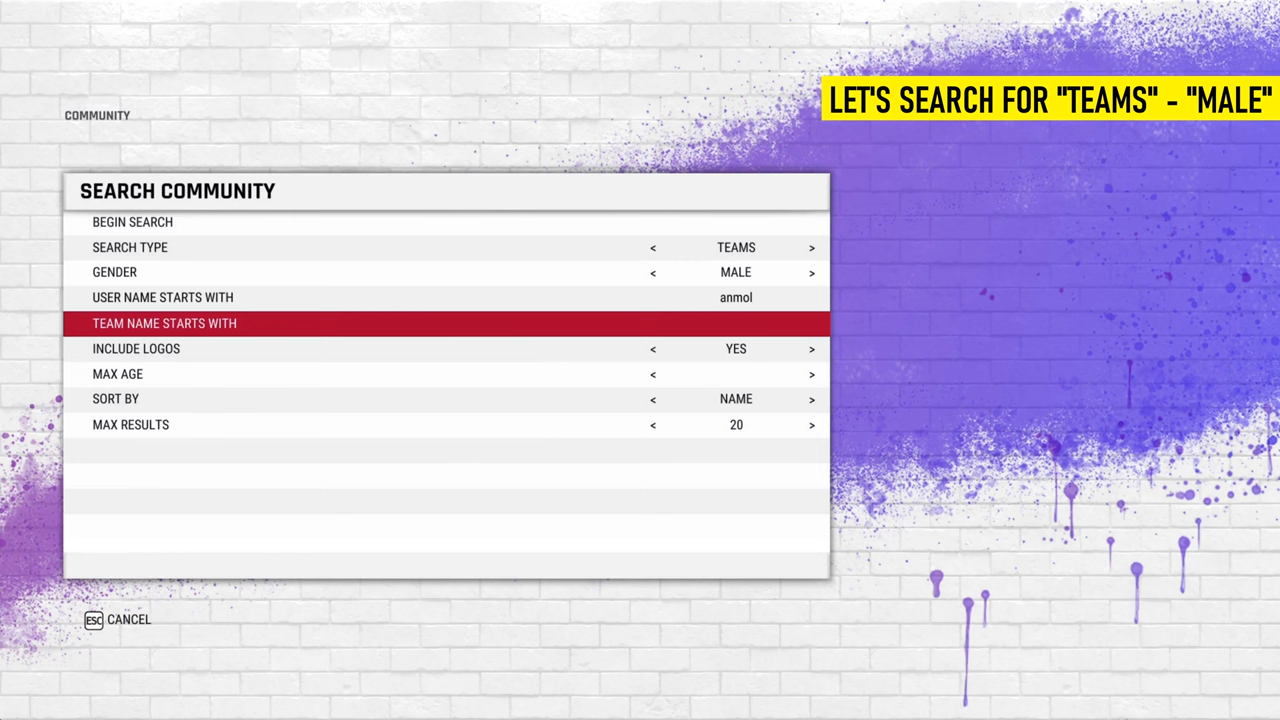 LET'S SEARCH FOR "TEAMS" - "MALE"
COMMUNITY
SEARCH COMMUNITY
BEGIN SEARCH
SEARCH TYPE < TEAMS >
GENDER < MALE >
USER NAME STARTS WITH anmol
TEAM NAME STARTS WITH
INCLUDE LOGOS < YES >
MAX AGE < >
SORT BY < NAME >
MAX RESULTS < 20 >
ESC CANCEL